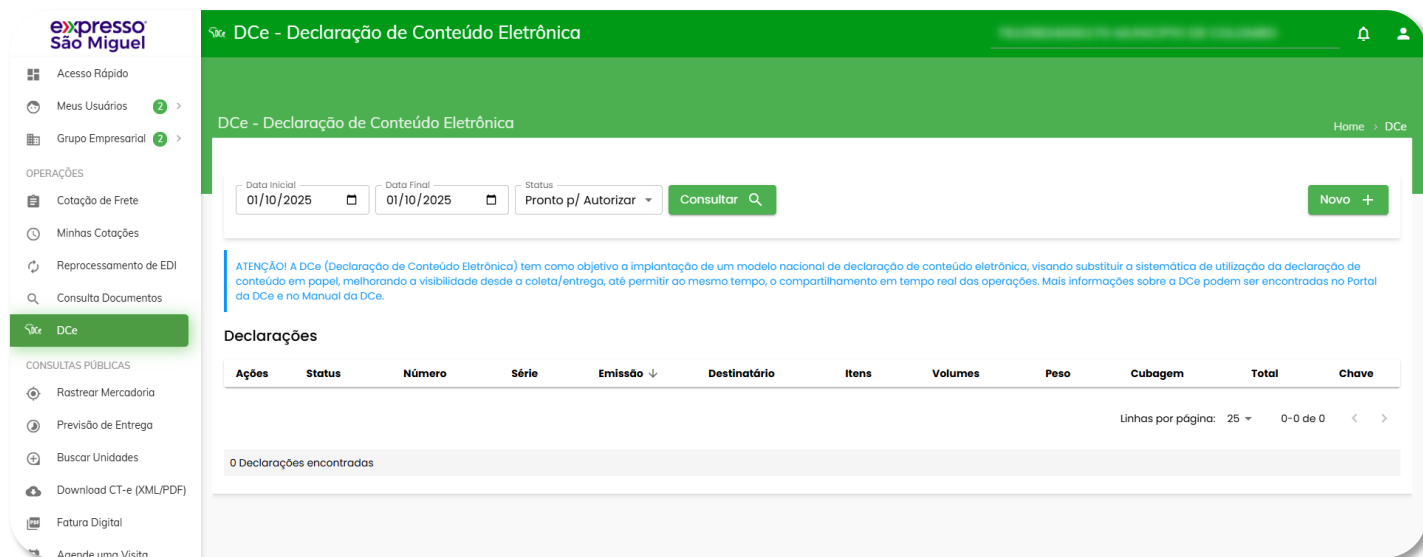 expresso
São Miguel
DCe DCe - Declaração de Conteúdo Eletrônica
Acesso Rápido
Meus Usuários 2
Grupo Empresarial 2
OPERAÇÕES
Cotação de Frete
Minhas Cotações
Reprocessamento de EDI
Consulta Documentos
DCe DCe
CONSULTAS PÚBLICAS
Rastrear Mercadoria
Previsão de Entrega
Buscar Unidades
Download CT-e (XML/PDF)
PDF Fatura Digital
Agende uma Visita
DCe - Declaração de Conteúdo Eletrônica
Home > DCe
Data Inicial Data Final Status
01/10/2025 01/10/2025 Pronto p/ Autorizar Consultar Novo +
ATENÇÃO! A DCe (Declaração de Conteúdo Eletrônica) tem como objetivo a implantação de um modelo nacional de declaração de conteúdo eletrônica, visando substituir a sistemática de utilização da declaração de
conteúdo em papel, melhorando a visibilidade desde a coleta/entrega, até permitir ao mesmo tempo, o compartilhamento em tempo real das operações. Mais informações sobre a DCe podem ser encontradas no Portal
da DCe e no Manual da DCe.
Declarações
Ações Status Número Série Emissão ↓ Destinatário Itens Volumes Peso Cubagem Total Chave
Linhas por página: 25 0-0 de 0 < >
0 Declarações encontradas